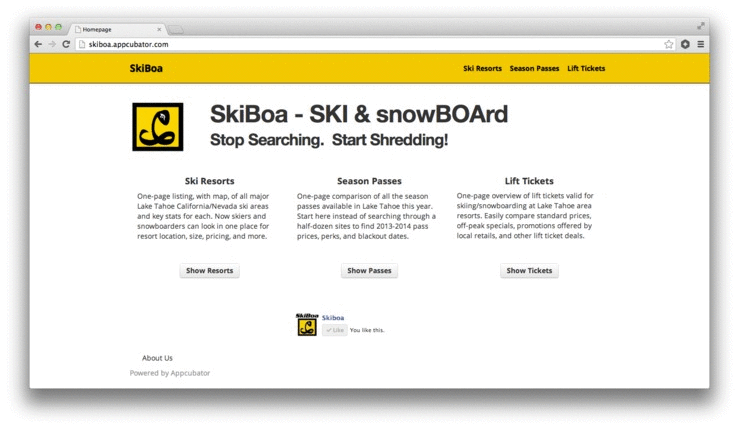 Homepage
skiboa.appcubator.com
SkiBoa
Ski Resorts Season Passes Lift Tickets
SkiBoa - SKI & snowBOArd
Stop Searching. Start Shredding!
Ski Resorts
One-page listing, with map, of all major
Lake Tahoe California/Nevada ski areas
and key stats for each. Now skiers and
snowboarders can look in one place for
resort location, size, pricing, and more.
Show Resorts
Season Passes
One-page comparison of all the season
passes available in Lake Tahoe this year.
Start here instead of searching through a
half-dozen sites to find 2013-2014 pass
prices, perks, and blackout dates.
Show Passes
Lift Tickets
One-page overview of lift tickets valid for
skiing/snowboarding at Lake Tahoe area
resorts. Easily compare standard prices,
off-peak specials, promotions offered by
local retails, and other lift ticket deals.
Show Tickets
SkiBoa
Skiboa
Like You like this.
About Us
Powered by Appcubator